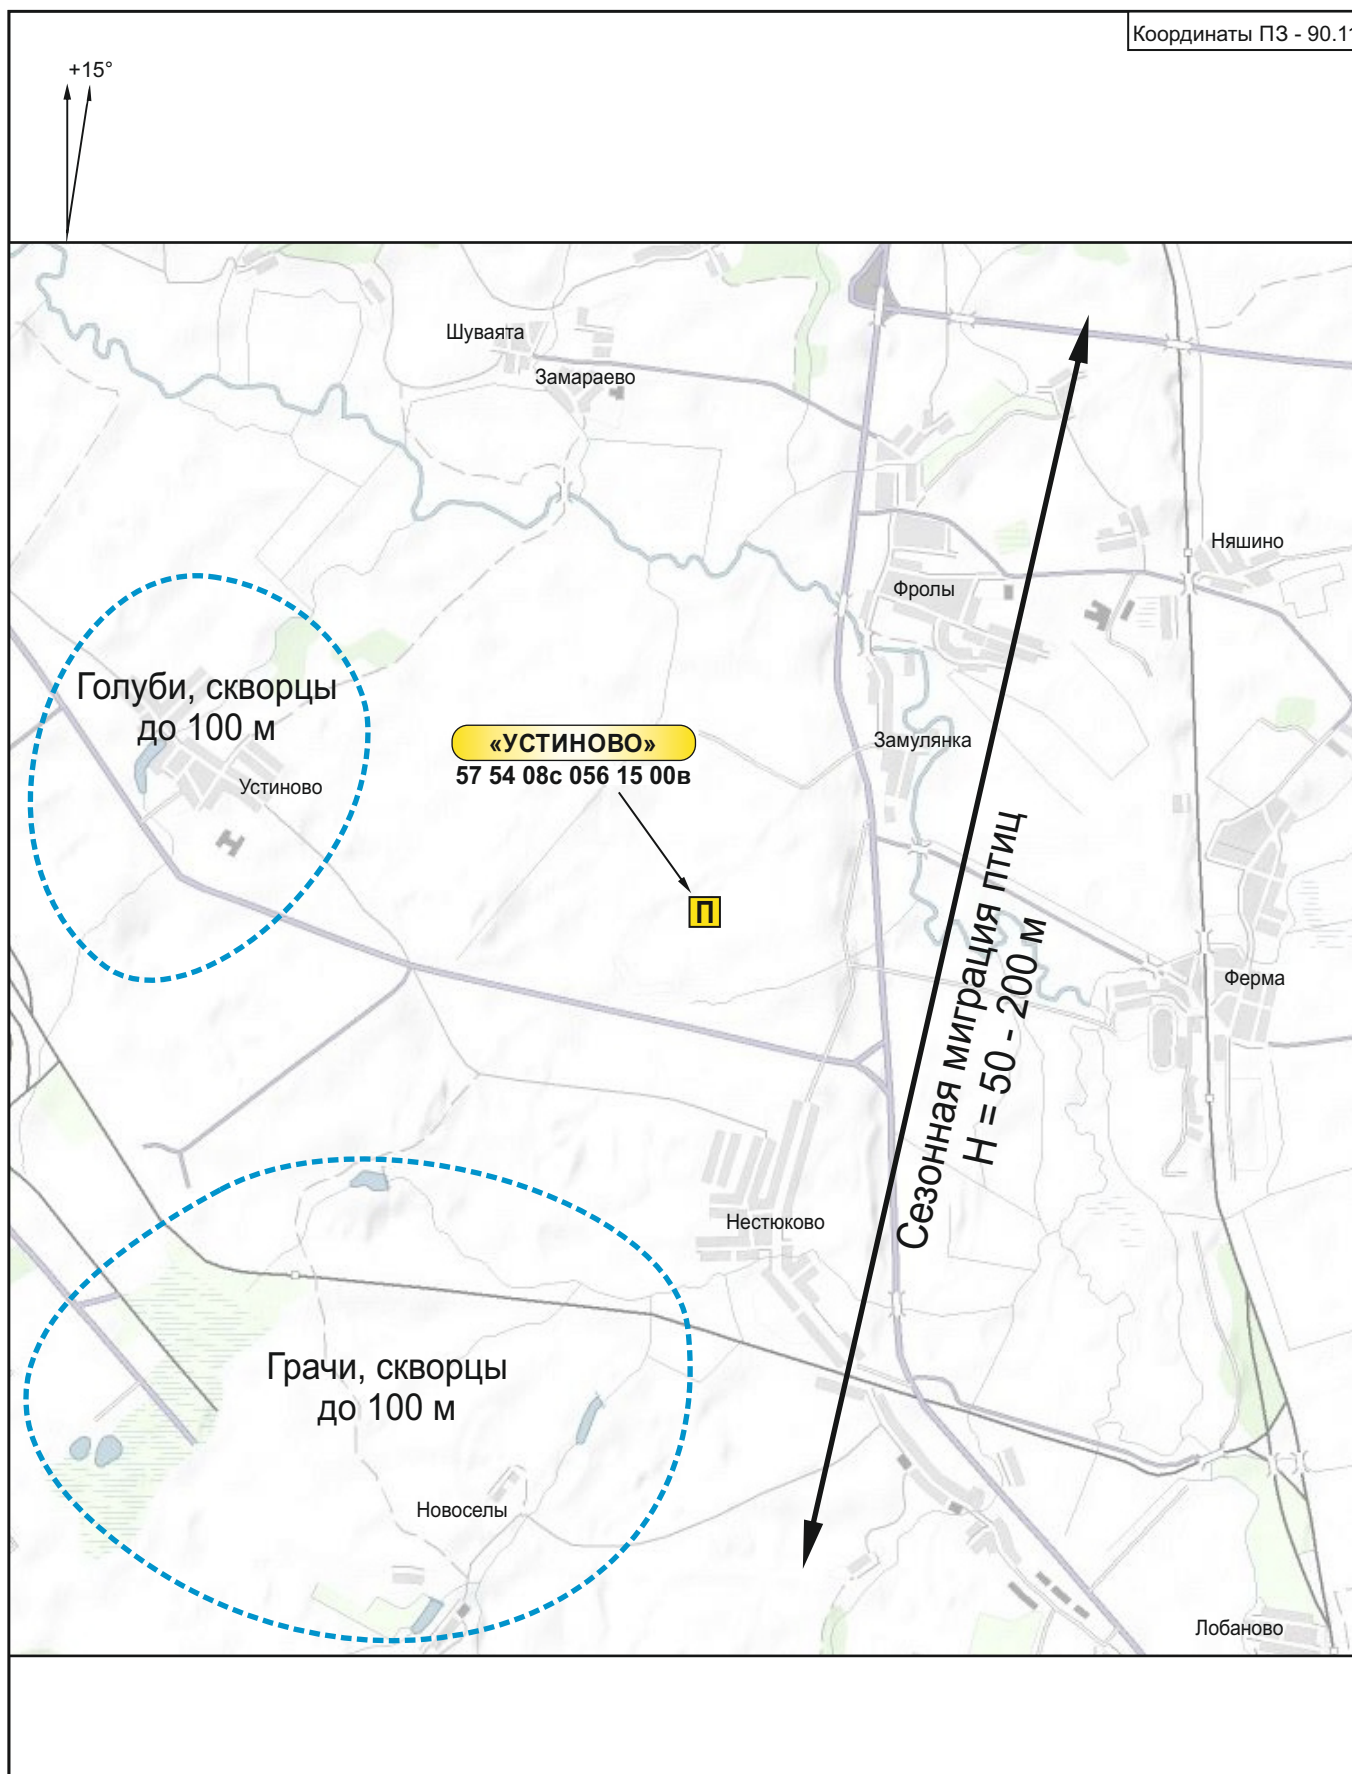 Координаты ПЗ - 90.11
+15°
Шуваята
Замараево
Няшино
Фролы
Голуби, скворцы
до 100 м
«УСТИНОВО»
57 54 08с 056 15 00в
Замулянка
Устиново
П
Сезонная миграция птиц
Н = 50 - 200 м
Ферма
Нестюково
Грачи, скворцы
до 100 м
Новоселы
Лобаново